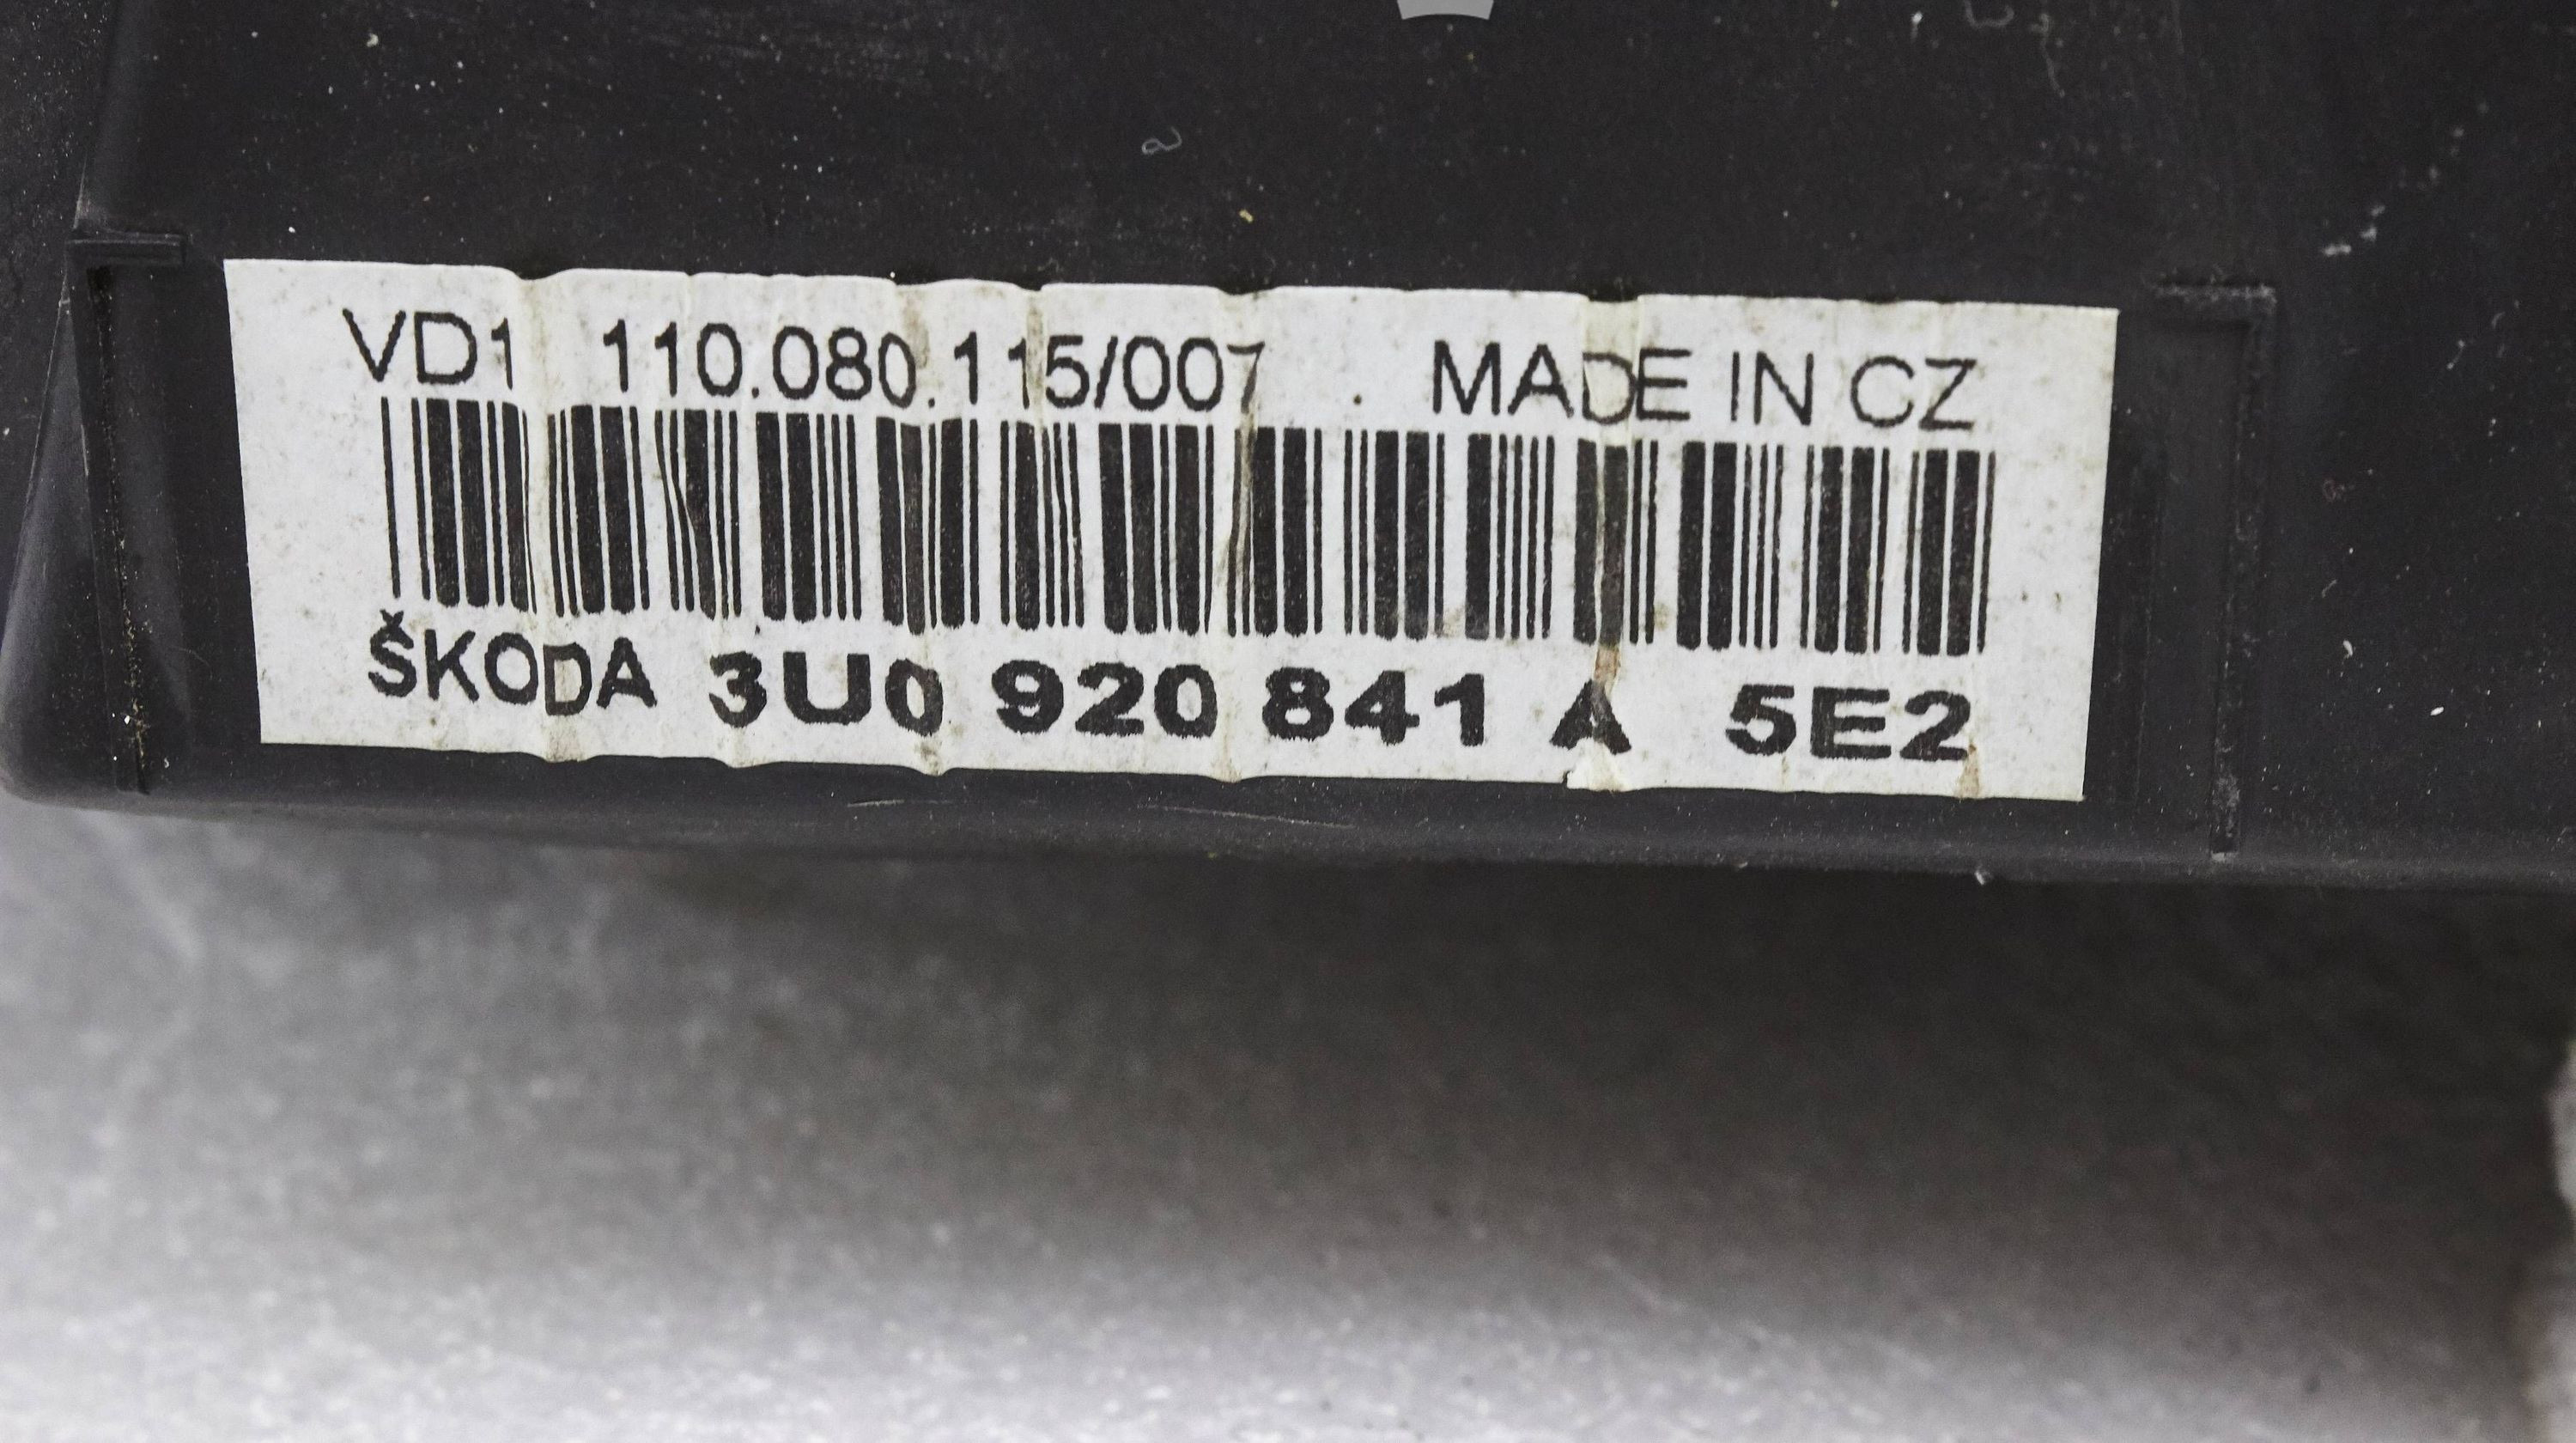 VD1 110.080.115/007 . MADE IN CZ
ŠKODA 3U0 920 841 A 5E2